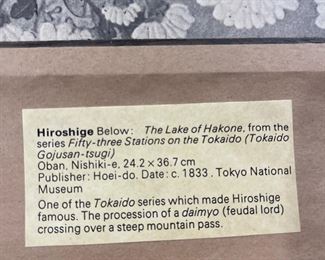 Hiroshige Below: The Lake of Hakone, from the
series Fifty-three Stations on the Tokaido (Tokaido
Gojusan-tsugi)
Oban, Nishiki-e, 24.2 × 36.7 cm
Publisher: Hoei-do. Date: c. 1833. Tokyo National
Museum
One of the Tokaido series which made Hiroshige
famous. The procession of a daimyo (feudal lord)
crossing over a steep mountain pass.